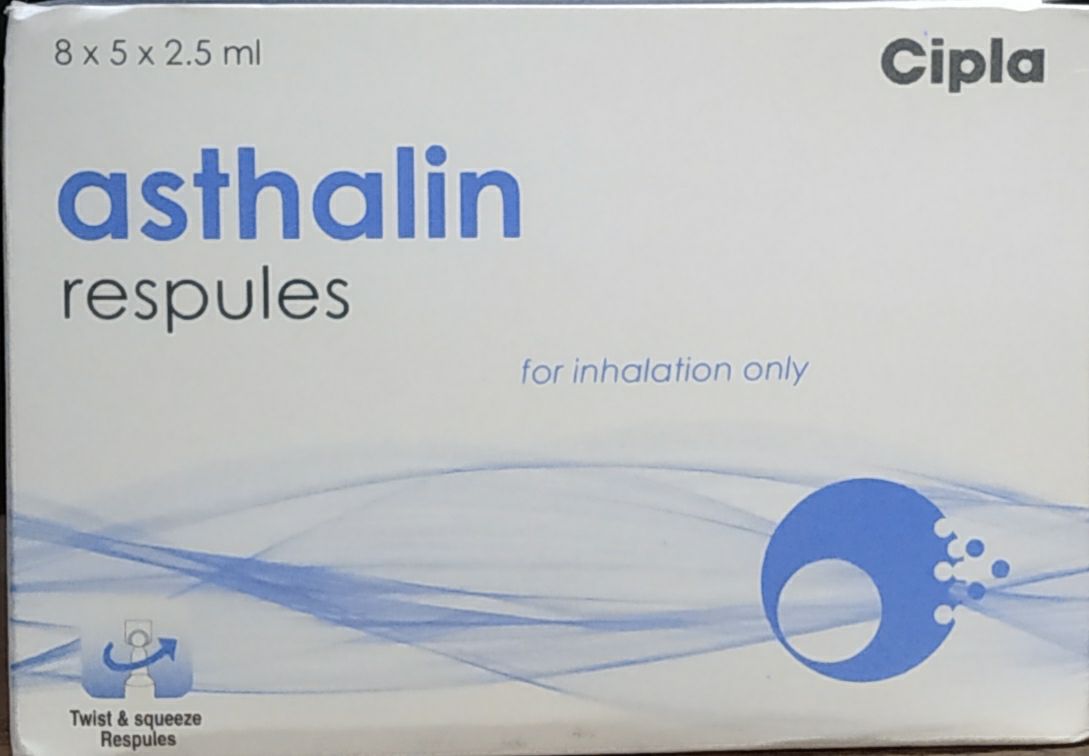 8 x 5 x 2.5 ml
Cipla
asthalin
respules
for inhalation only
Twist & squeeze
Respules